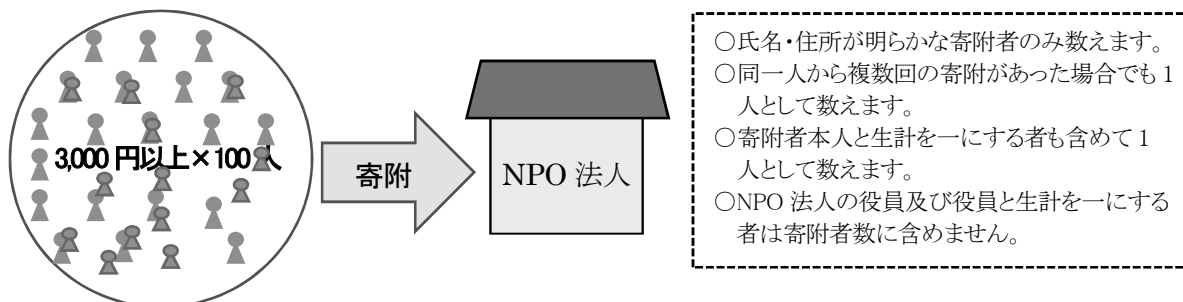 3,000 円以上×100 人
寄附
NPO 法人
○氏名・住所が明らかな寄附者のみ数えます。
○同一人から複数回の寄附があった場合でも 1
人として数えます。
○寄附者本人と生計を一にする者も含めて 1
人として数えます。
○NPO 法人の役員及び役員と生計を一にする
者は寄附者数に含めません。